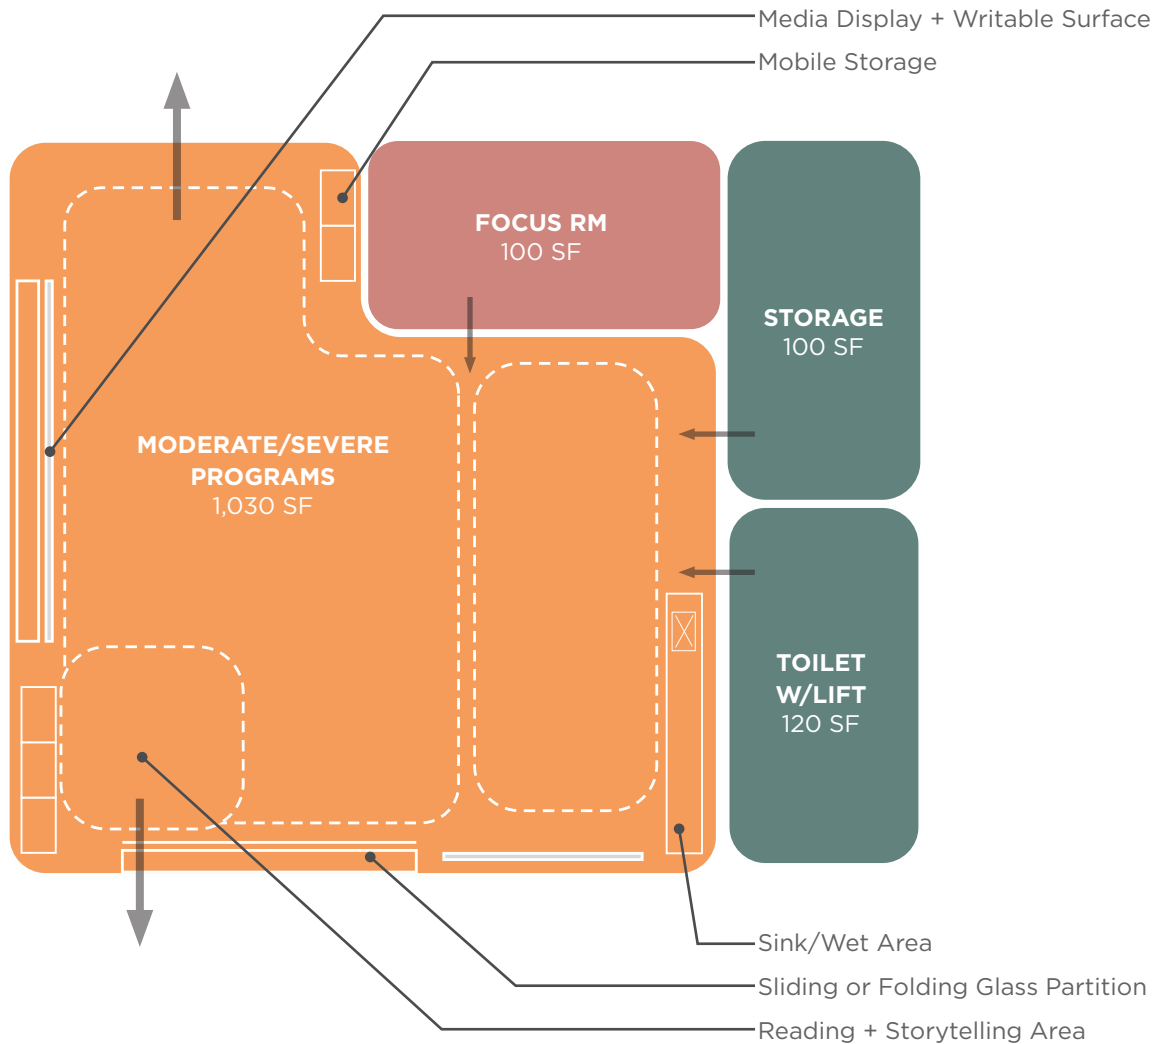 Media Display + Writable Surface
Mobile Storage
FOCUS RM
100 SF
STORAGE
100 SF
MODERATE/SEVERE
PROGRAMS
1,030 SF
TOILET
W/LIFT
120 SF
Sink/Wet Area
Sliding or Folding Glass Partition
Reading + Storytelling Area